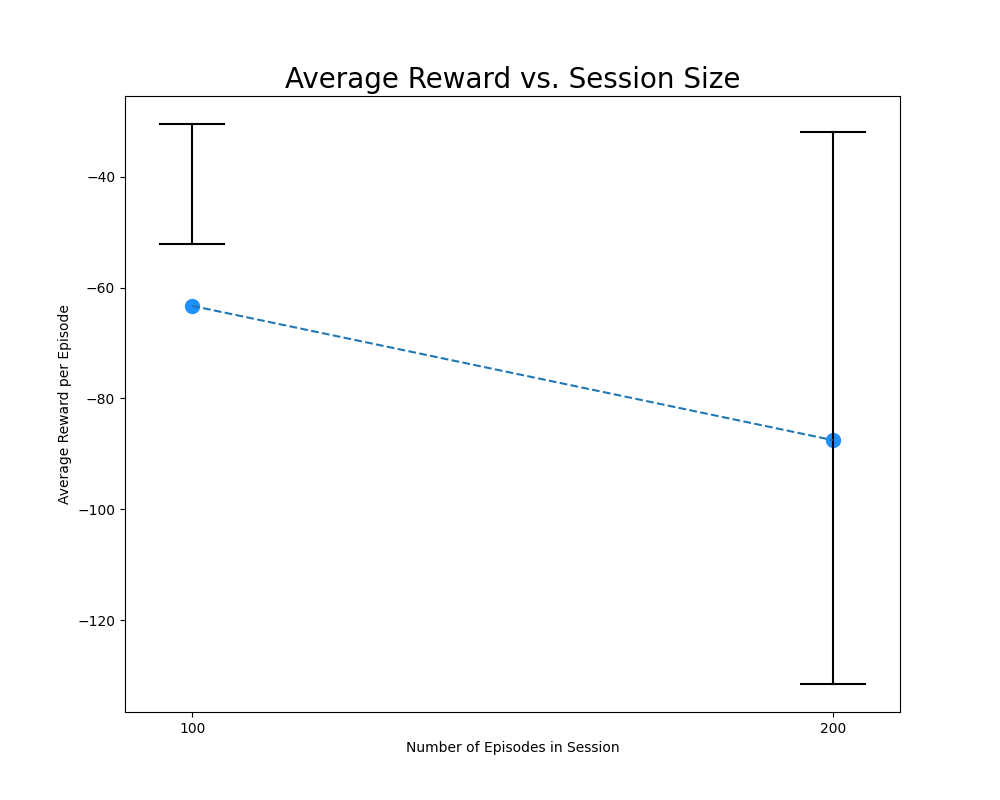 Average Reward vs. Session Size
−40
−60
−80
−100
−120
Average Reward per Episode
100
200
Number of Episodes in Session